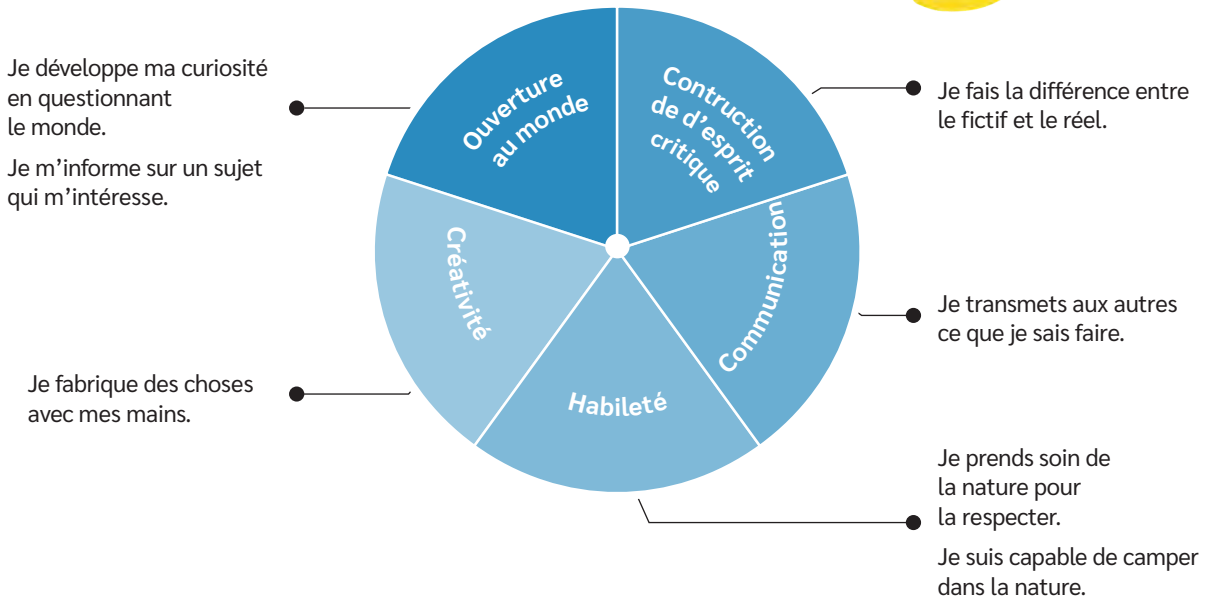 Je développe ma curiosité
en questionnant
le monde.
Je m'informe sur un sujet
qui m'intéresse.
Ouverture
au monde
Contruction
de d'esprit
critique
Je fais la différence entre
le fictif et le réel.
Communication
Je transmets aux autres
ce que je sais faire.
Habileté
Je prends soin de
la nature pour
la respecter.
Je suis capable de camper
dans la nature.
Créativité
Je fabrique des choses
avec mes mains.